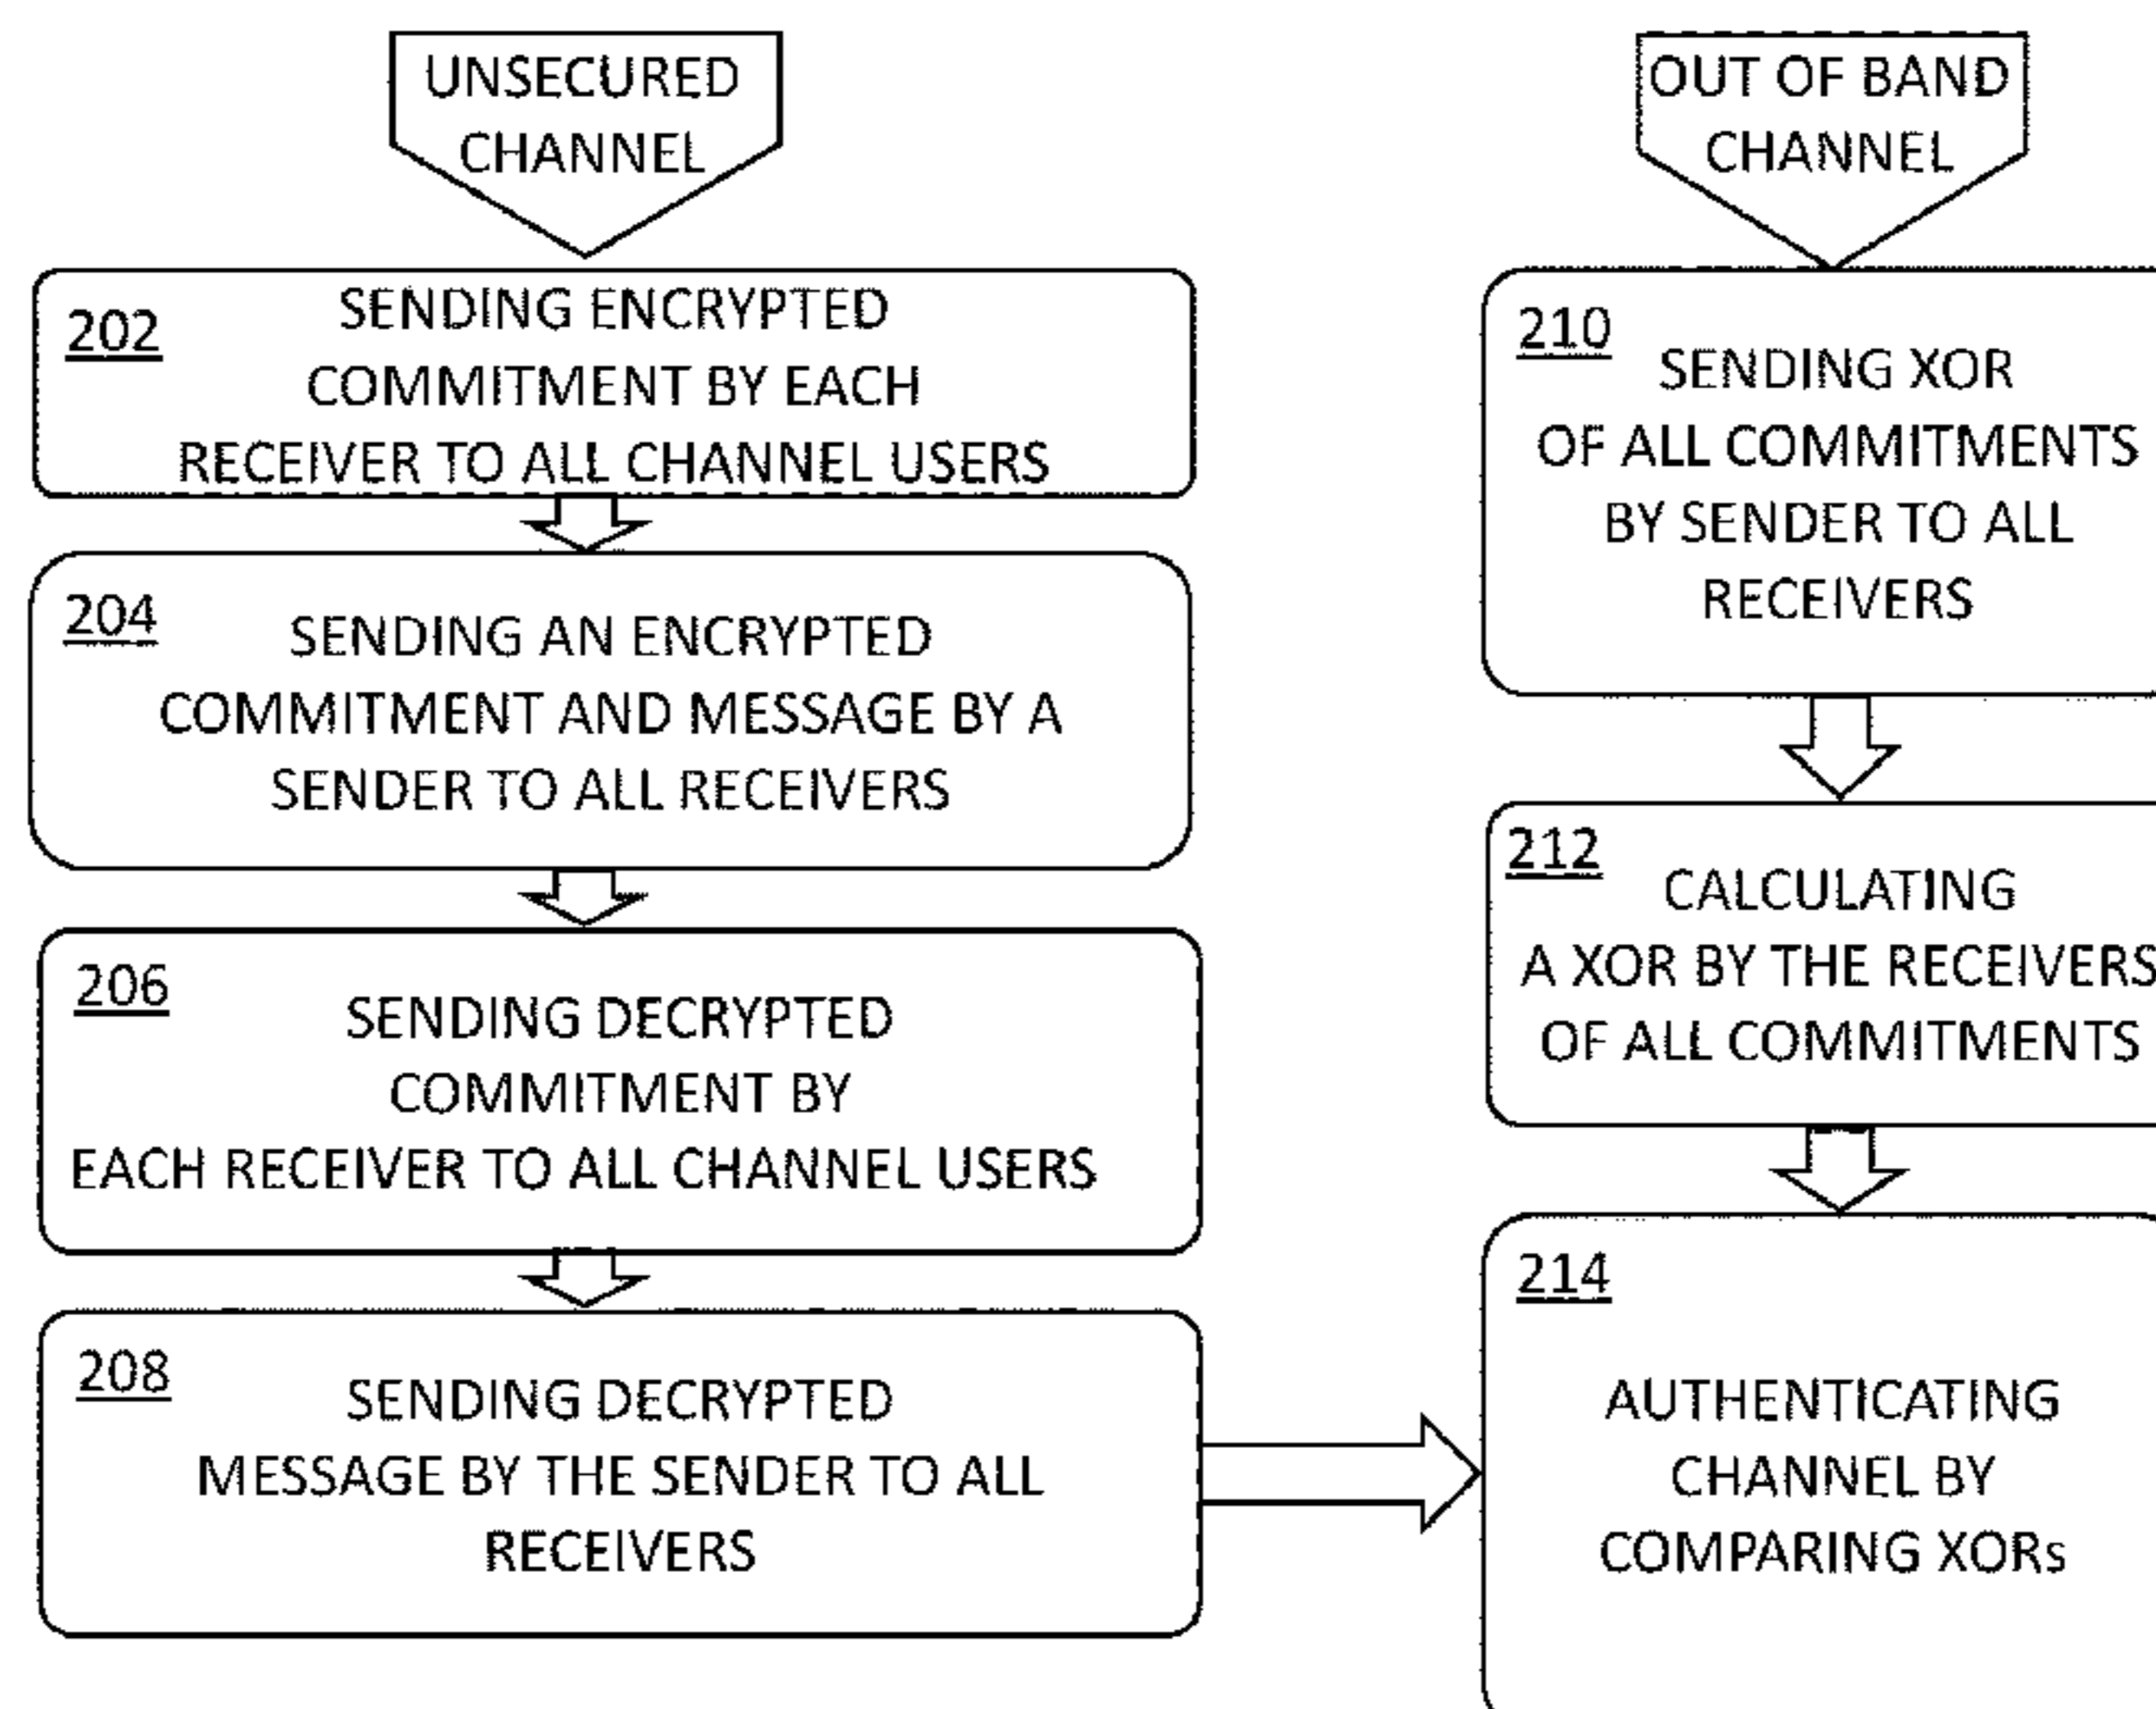 UNSECURED
CHANNEL
202
SENDING ENCRYPTED
COMMITMENT BY EACH
RECEIVER TO ALL CHANNEL USERS
204
SENDING AN ENCRYPTED
COMMITMENT AND MESSAGE BY A
SENDER TO ALL RECEIVERS
206
SENDING DECRYPTED
COMMITMENT BY
EACH RECEIVER TO ALL CHANNEL USERS
208
SENDING DECRYPTED
MESSAGE BY THE SENDER TO ALL
RECEIVERS
OUT OF BAND
CHANNEL
210
SENDING XOR
OF ALL COMMITMENTS
BY SENDER TO ALL
RECEIVERS
212
CALCULATING
A XOR BY THE RECEIVERS
OF ALL COMMITMENTS
214
AUTHENTICATING
CHANNEL BY
COMPARING XORs